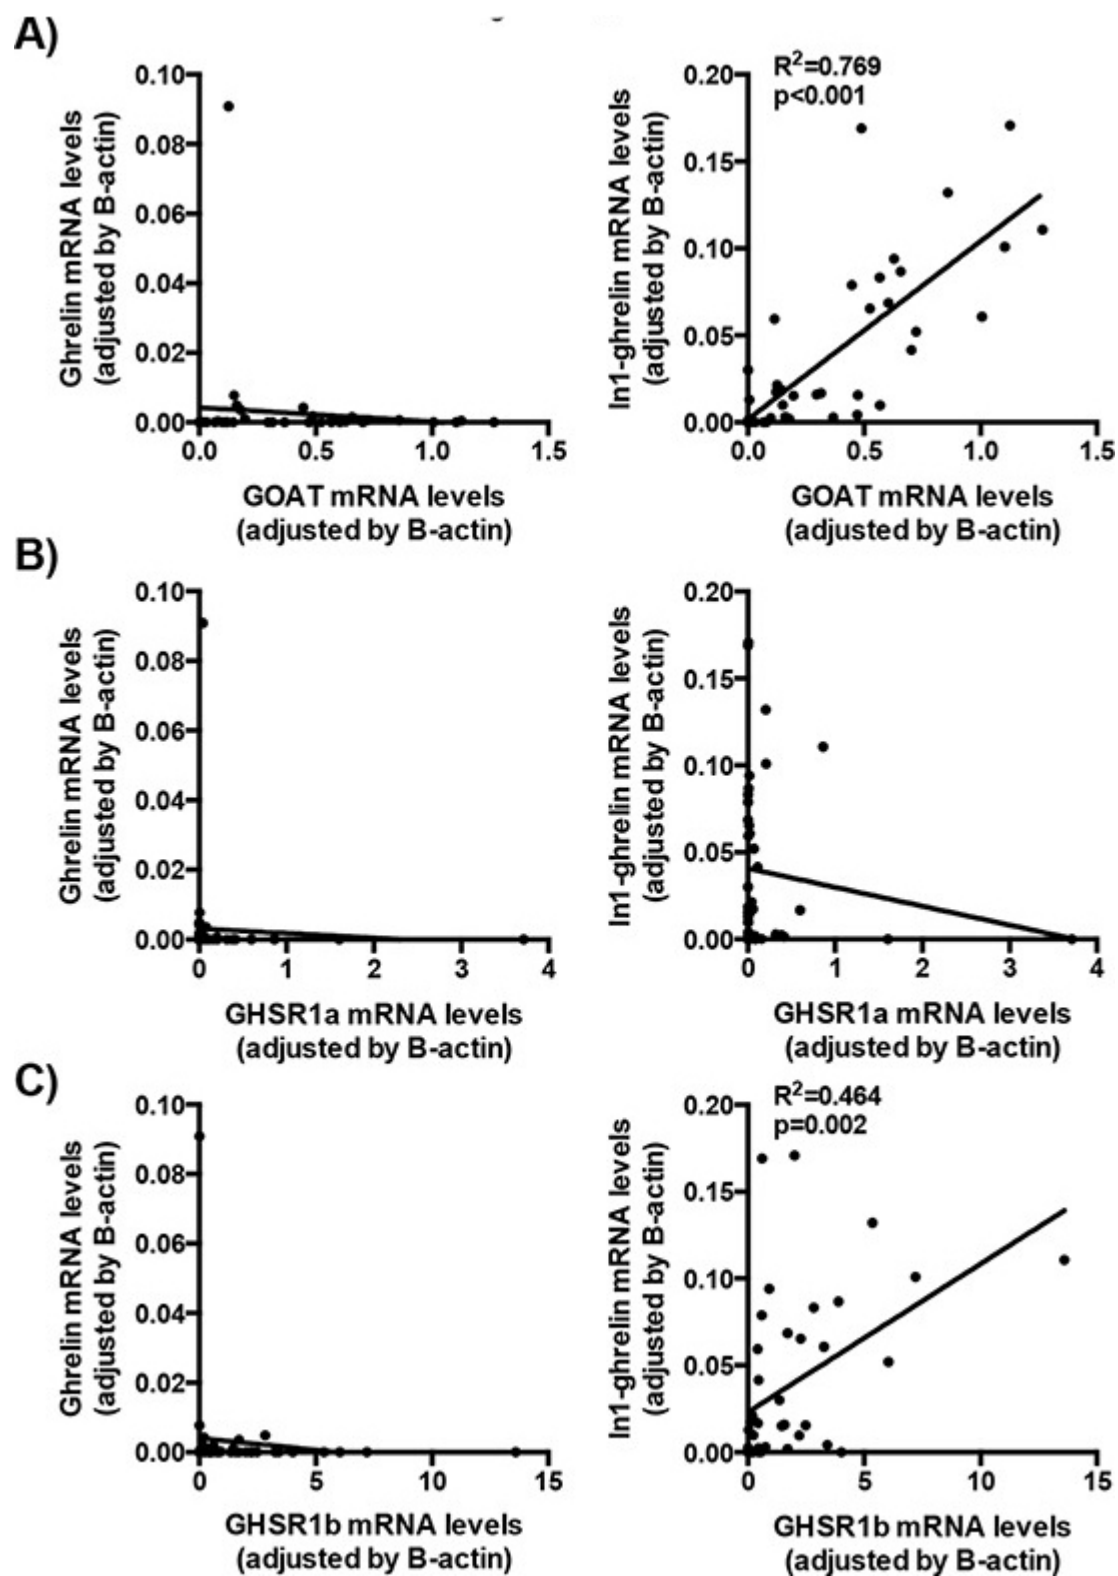 A)
Ghrelin mRNA levels
(adjusted by B-actin)
0.10
0.08
0.06
0.04
0.02
0.00
0.0 0.5 1.0 1.5
GOAT mRNA levels
(adjusted by B-actin)
R²=0.769
p<0.001
In1-ghrelin mRNA levels
(adjusted by B-actin)
0.20
0.15
0.10
0.05
0.00
0.0 0.5 1.0 1.5
GOAT mRNA levels
(adjusted by B-actin)
B)
Ghrelin mRNA levels
(adjusted by B-actin)
0.10
0.08
0.06
0.04
0.02
0.00
0 1 2 3 4
GHSR1a mRNA levels
(adjusted by B-actin)
In1-ghrelin mRNA levels
(adjusted by B-actin)
0.20
0.15
0.10
0.05
0.00
0 1 2 3 4
GHSR1a mRNA levels
(adjusted by B-actin)
C)
Ghrelin mRNA levels
(adjusted by B-actin)
0.10
0.08
0.06
0.04
0.02
0.00
0 5 10 15
GHSR1b mRNA levels
(adjusted by B-actin)
R²=0.464
p=0.002
In1-ghrelin mRNA levels
(adjusted by B-actin)
0.20
0.15
0.10
0.05
0.00
0 5 10 15
GHSR1b mRNA levels
(adjusted by B-actin)